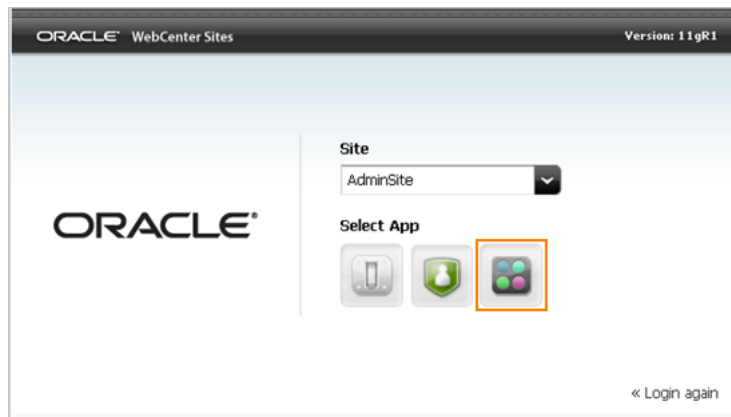 ORACLE® WebCenter Sites
Version: 11gR1
Site
AdminSite
ORACLE®
Select App
« Login again